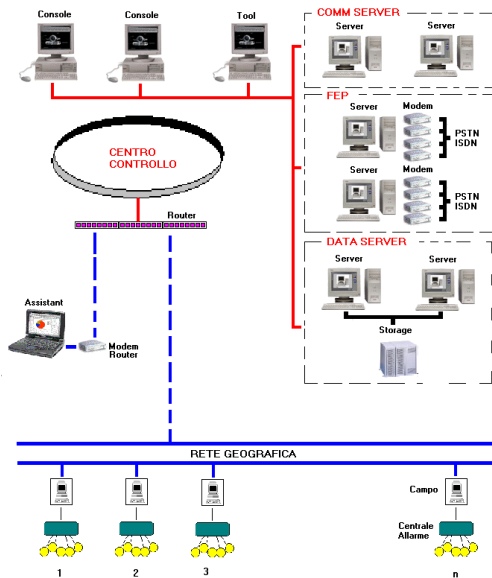 Console
Console
Tool
COMM SERVER
Server
Server
FEP
Server
Modem
PSTN
ISDN
Server
Modem
PSTN
ISDN
CENTRO
CONTROLLO
Router
DATA SERVER
Server
Server
Storage
Assistant
Modem
Router
RETE GEOGRAFICA
Campo
Centrale
Allarme
1
2
3
n